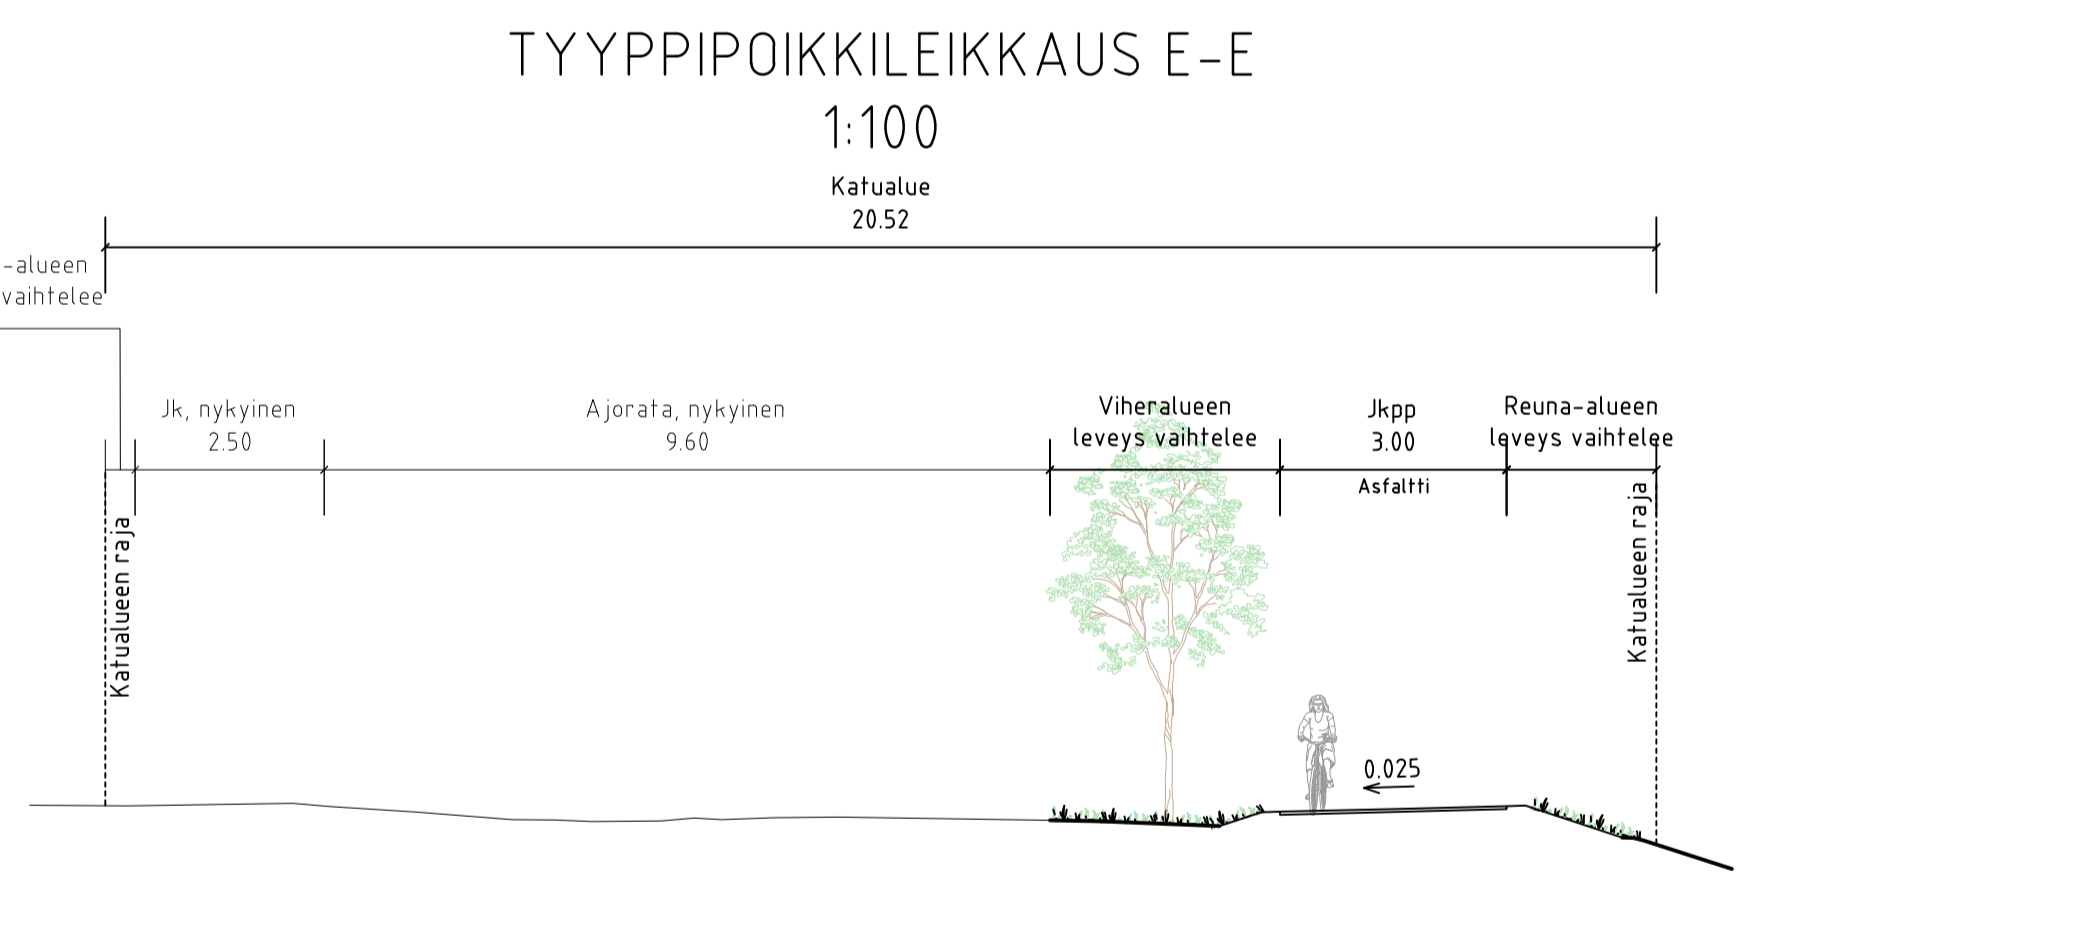 TYYPPIPOIKKILEIKKAUS E-E
1:100
Katualue
20.52
-alueen
vaihtelee
Jk, nykyinen
2.50
Ajorata, nykyinen
9.60
Viheralueen
leveys vaihtelee
Jkpp
3.00
Asfaltti
Reuna-alueen
leveys vaihtelee
Katualueen raja
Katualueen raja
0.025